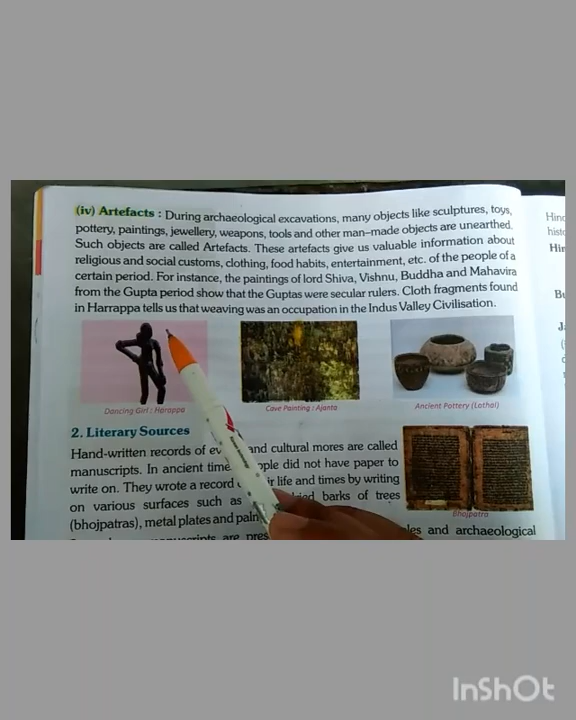 (iv) Artefacts : During archaeological excavations, many objects like sculptures, toys,
pottery, paintings, jewellery, weapons, tools and other man-made objects are unearthed.
Such objects are called Artefacts. These artefacts give us valuable information about
religious and social customs, clothing, food habits, entertainment, etc. of the people of a
certain period. For instance, the paintings of lord Shiva, Vishnu, Buddha and Mahavira
from the Gupta period show that the Guptas were secular rulers. Cloth fragments found
in Harrappa tells us that weaving was an occupation in the Indus Valley Civilisation.
Dancing Girl : Harappa
Cave Painting : Ajanta
Ancient Pottery (Lothal)
2. Literary Sources
Hand-written records of and cultural mores are called
manuscripts. In ancient did not have paper to
write on. They wrote a record life and times by writing
on various surfaces such as barks of trees
(bhojpatras), metal plates and
Bhojpatra
are and archaeological
InShOt